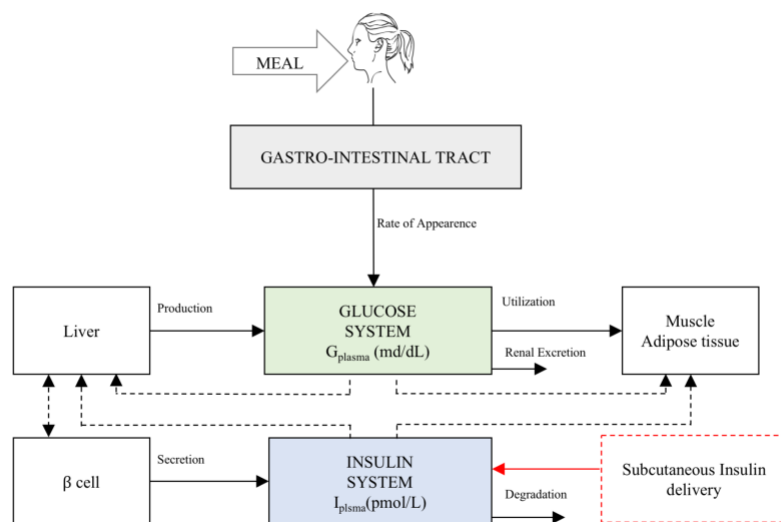 MEAL
GASTRO-INTESTINAL TRACT
Rate of Appearence
Liver
Production
GLUCOSE
SYSTEM
Gplasma (md/dL)
Utilization
Renal Excretion
Muscle
Adipose tissue
β cell
Secretion
INSULIN
SYSTEM
Iplsma(pmol/L)
Degradation
Subcutaneous Insulin
delivery